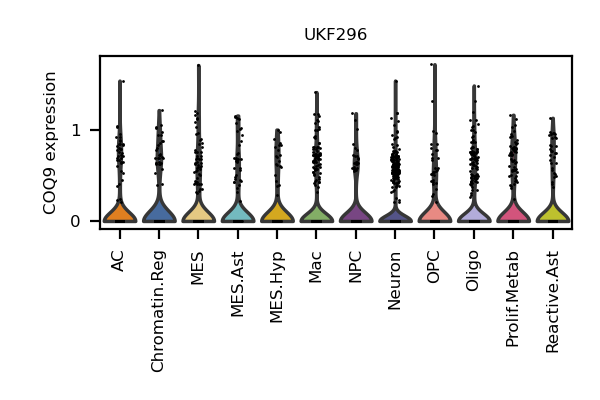 UKF296
COQ9 expression
1
0
AC
Chromatin.Reg
MES
MES.Ast
MES.Hyp
Mac
NPC
Neuron
OPC
Oligo
Prolif.Metab
Reactive.Ast